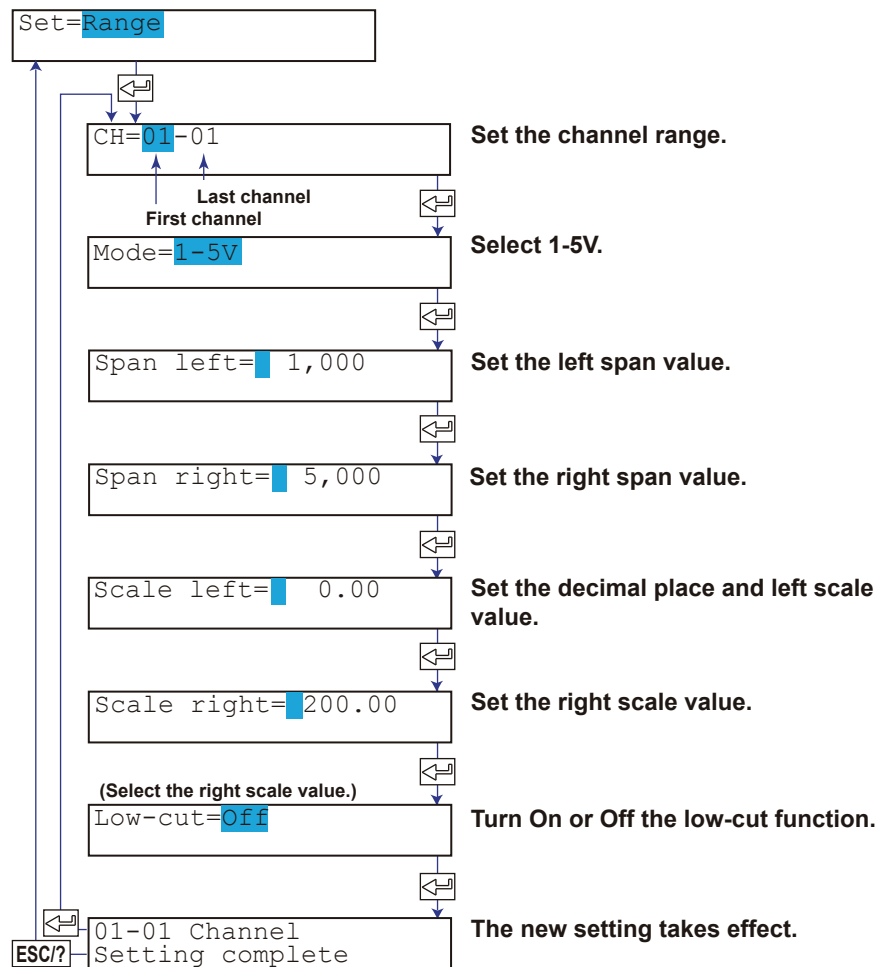 Set=Range
CH=01-01
Set the channel range.
Last channel
First channel
Mode=1-5V
Select 1-5V.
Span left= 1,000
Set the left span value.
Span right= 5,000
Set the right span value.
Scale left= 0.00
Set the decimal place and left scale
value.
Scale right= 200.00
Set the right scale value.
(Select the right scale value.)
Low-cut=Off
Turn On or Off the low-cut function.
01-01 Channel
Setting complete
The new setting takes effect.
ESC/?